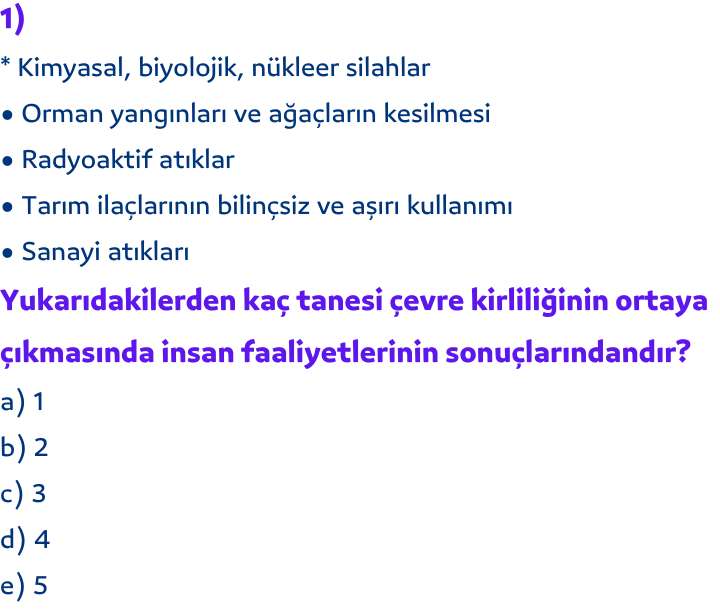 1)
* Kimyasal, biyolojik, nükleer silahlar
• Orman yangınları ve ağaçların kesilmesi
• Radyoaktif atıklar
• Tarım ilaçlarının bilinçsiz ve aşırı kullanımı
• Sanayi atıkları
Yukarıdakilerden kaç tanesi çevre kirliliğinin ortaya
çıkmasında insan faaliyetlerinin sonuçlarındandır?
a) 1
b) 2
c) 3
d) 4
e) 5